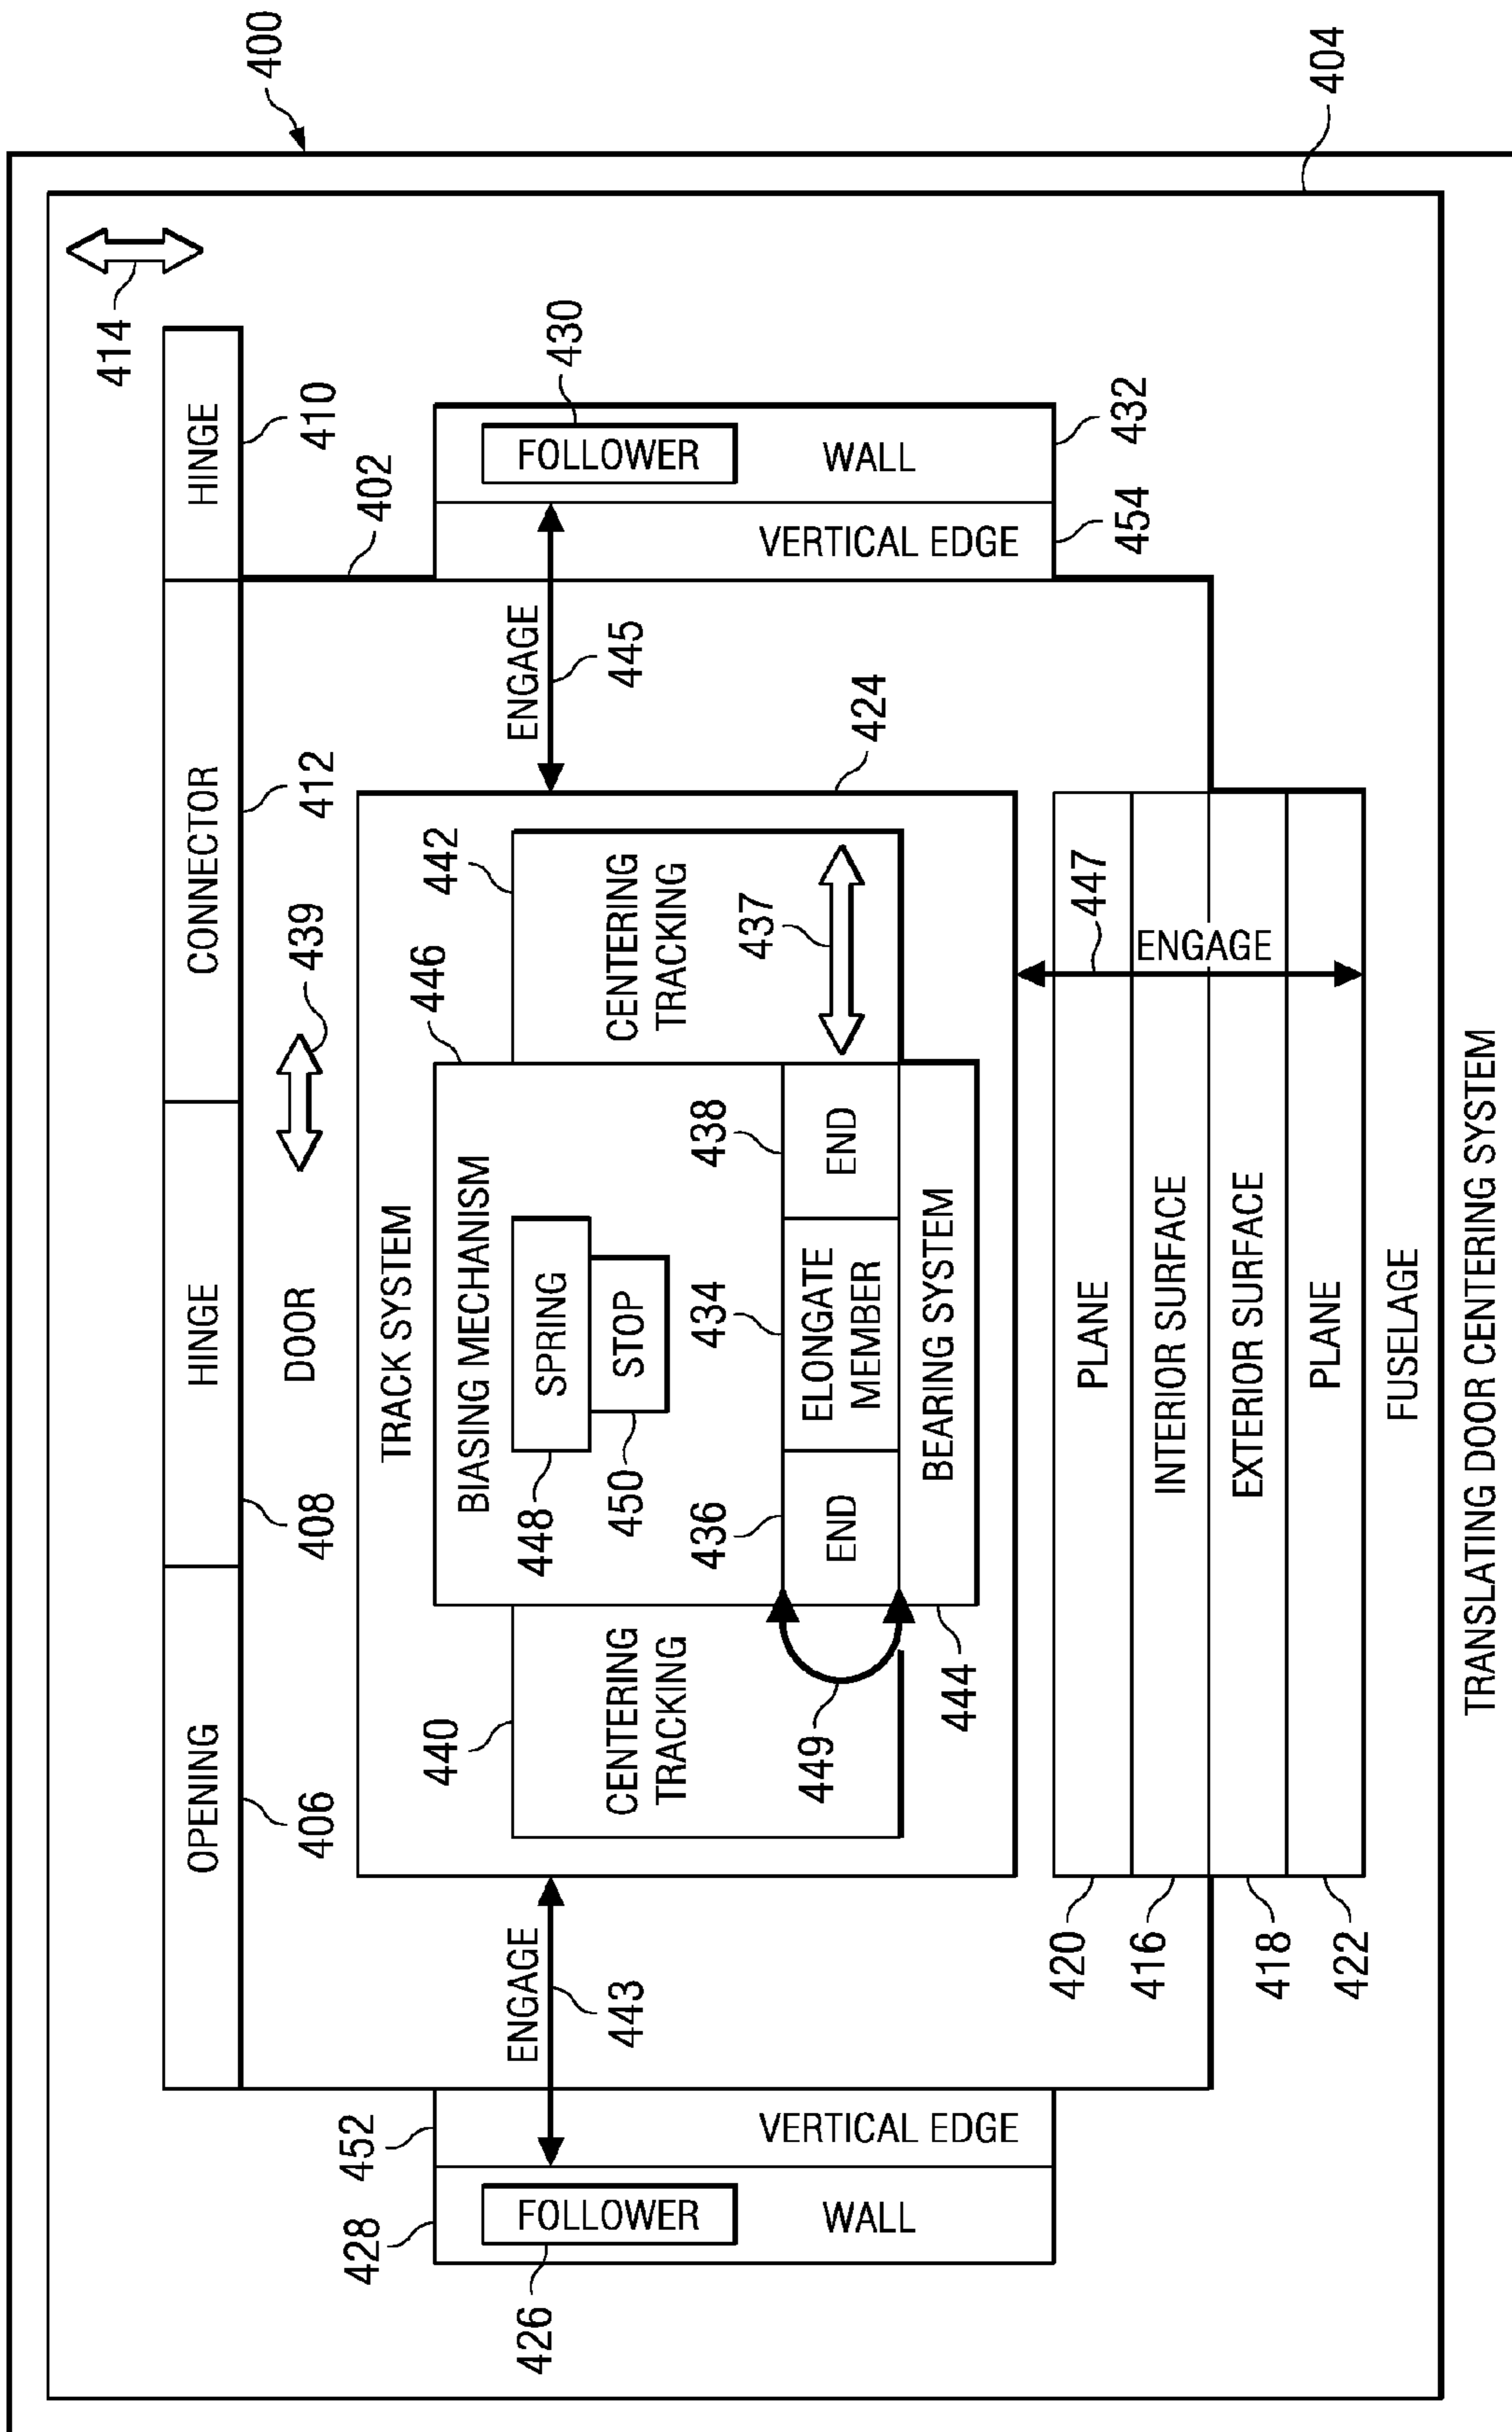 400
404
414
OPENING
HINGE
CONNECTOR
HINGE
406
408
412
410
402
DOOR
439
TRACK SYSTEM
424
BIASING MECHANISM
446
SPRING
448
STOP
450
440
CENTERING
TRACKING
442
CENTERING
TRACKING
437
436
434
438
END
ELONGATE
MEMBER
END
449
BEARING SYSTEM
444
ENGAGE
443
ENGAGE
445
452
428
FOLLOWER
426
WALL
VERTICAL EDGE
430
FOLLOWER
WALL
432
VERTICAL EDGE
454
447
ENGAGE
420
PLANE
416
INTERIOR SURFACE
418
EXTERIOR SURFACE
422
PLANE
FUSELAGE
TRANSLATING DOOR CENTERING SYSTEM